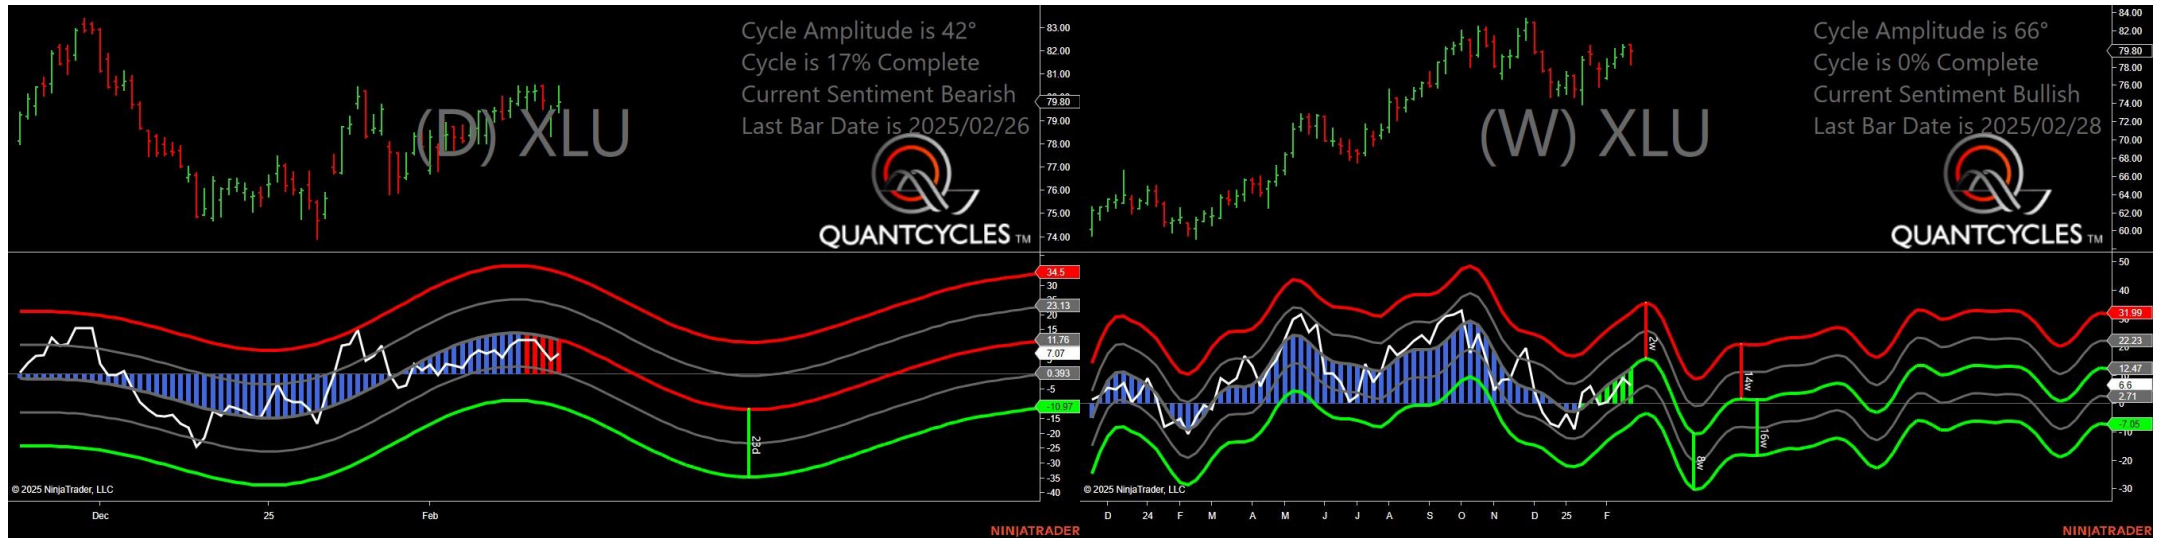 Cycle Amplitude is 42°
Cycle is 17% Complete
Current Sentiment Bearish
Last Bar Date is 2025/02/26
(D) XLU
QUANTCYCLES TM
83.00
82.00
81.00
79.80
79.00
78.00
77.00
76.00
75.00
74.00
34.5
30
23.13
20
15
11.76
7.07
0.393
-5
-10.97
-15
-20
-25
-30
-35
-40
23d
© 2025 NinjaTrader, LLC
Dec
25
Feb
NINJATRADER
Cycle Amplitude is 66°
Cycle is 0% Complete
Current Sentiment Bullish
Last Bar Date is 2025/02/28
(W) XLU
QUANTCYCLES TM
84.00
82.00
79.80
78.00
76.00
74.00
72.00
70.00
68.00
66.00
64.00
62.00
60.00
50
40
31.99
22.23
12.47
6.6
2.71
-7.05
-10
-20
-30
2w
14w
16w
8w
© 2025 NinjaTrader, LLC
D 24 F M A M J J A S O N D 25 F
NINJATRADER